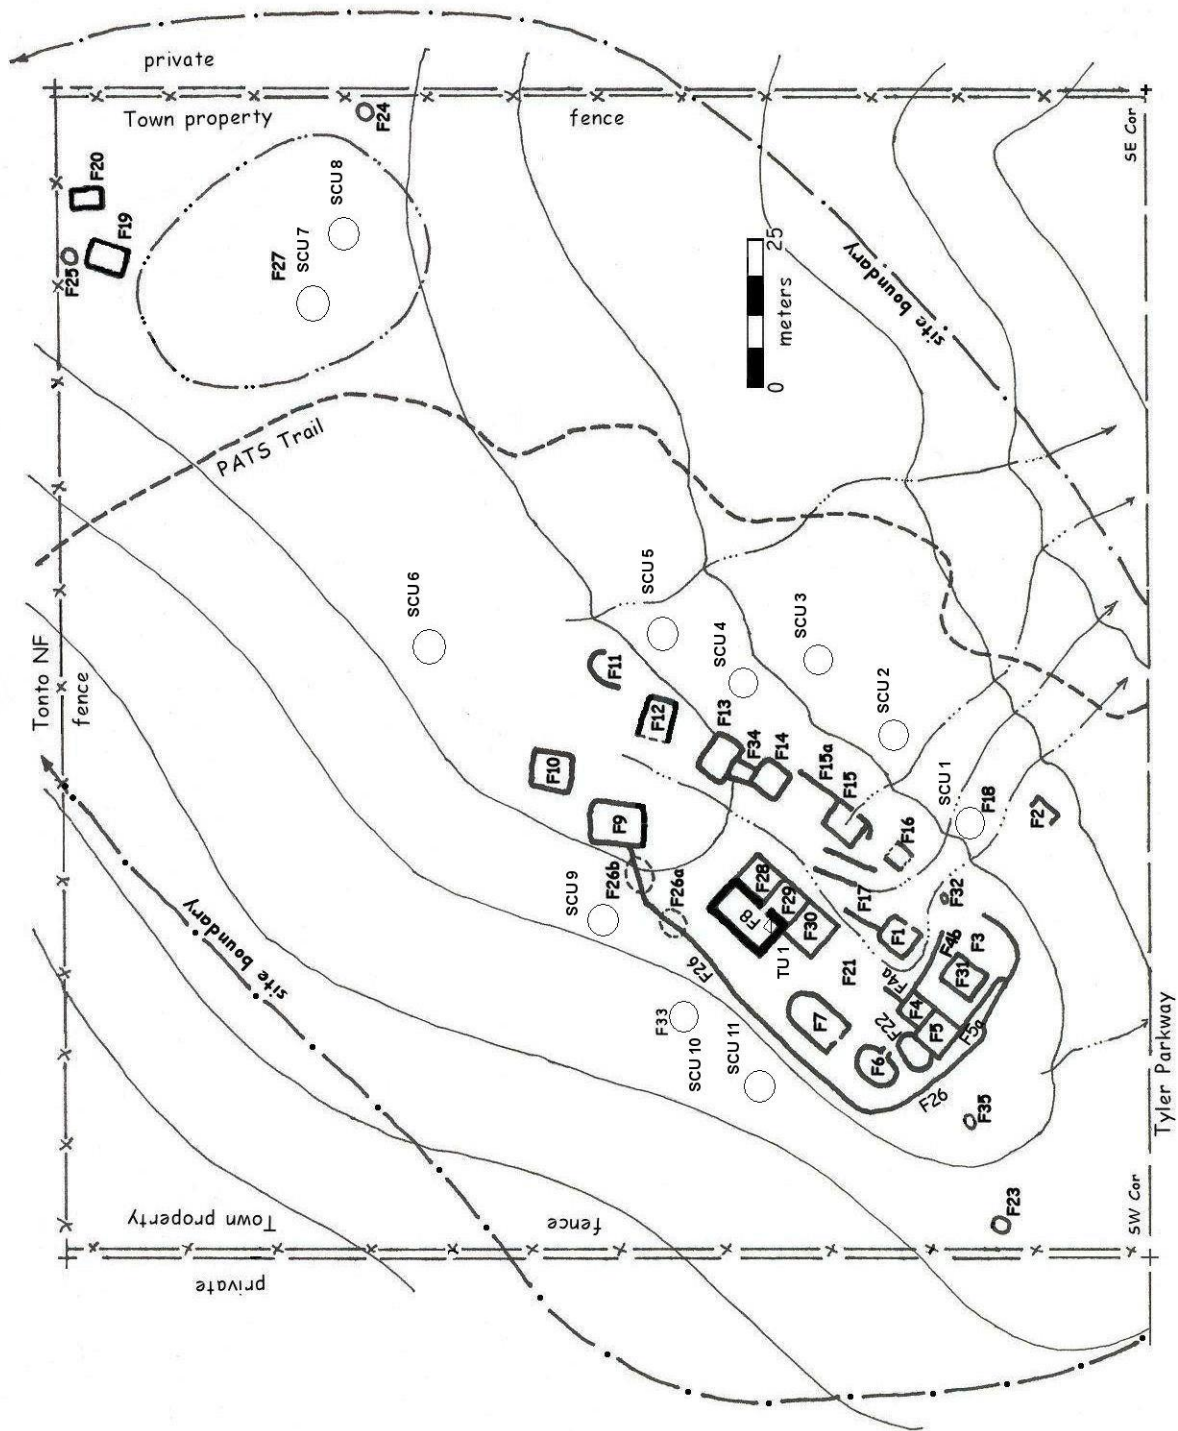 private
Town property
fence
F24
F20
F19
F25
SCU 8
SCU 7
F27
site boundary
25
meters
0
PATS Trail
Tonto NF
fence
SCU 6
SCU 5
SCU 4
SCU 3
SCU 2
SCU 1
F11
F12
F13
F34
F14
F10
F15a
F15
F9
F16
F18
F2
SCU 9
F26b
F26a
F28
F29
F8
F30
TU 1
F17
F32
F26
F21
F1
F4b
F3
F31
F4a
F4
F22
F5
F5a
F7
F6
F33
SCU 10
SCU 11
F26
F35
F23
site boundary
Town property
fence
private
SE Cor
SW Cor
Tyler Parkway